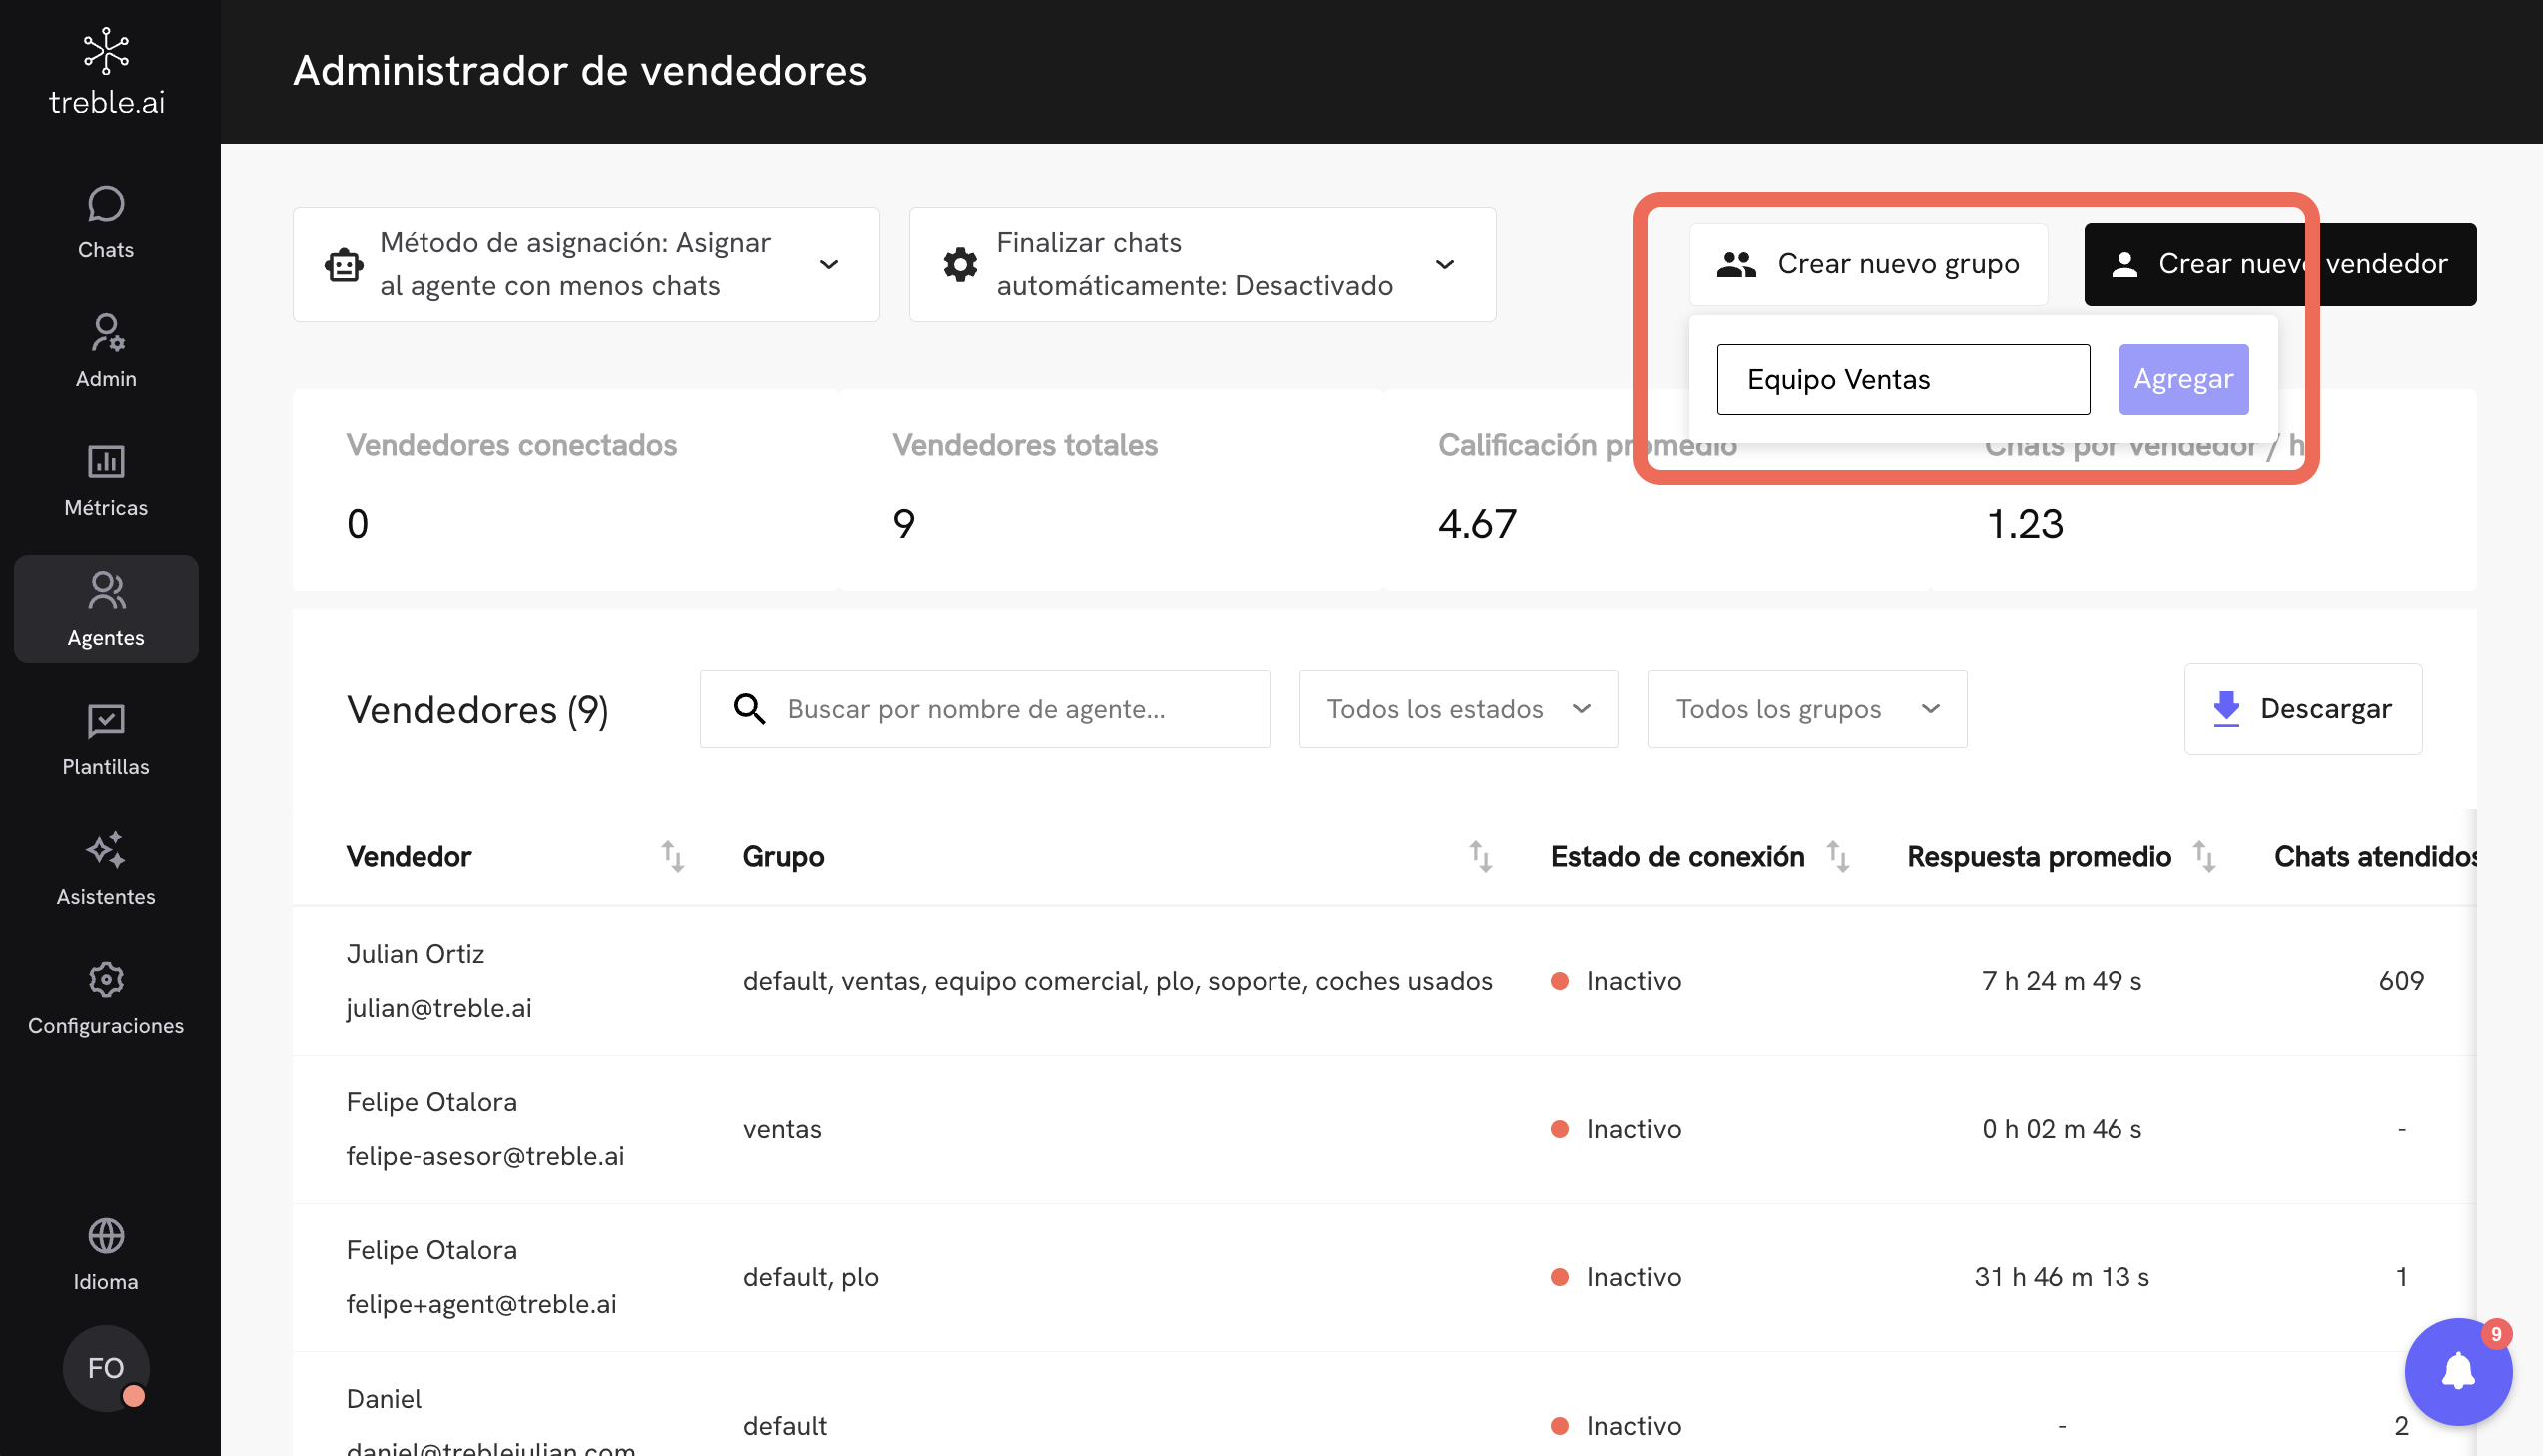 treble.ai
Chats
Admin
Métricas
Agentes
Plantillas
Asistentes
Configuraciones
Idioma
FO
Administrador de vendedores
Método de asignación: Asignar
al agente con menos chats
Finalizar chats
automáticamente: Desactivado
Crear nuevo grupo
Crear nuevo vendedor
Equipo Ventas
Agregar
Vendedores conectados
0
Vendedores totales
9
Calificación promedio
4.67
Chats por vendedor / h
1.23
Vendedores (9)
Buscar por nombre de agente...
Todos los estados
Todos los grupos
Descargar
Vendedor Grupo Estado de conexión Respuesta promedio Chats atendidos
Julian Ortiz
julian@treble.ai
default, ventas, equipo comercial, plo, soporte, coches usados
Inactivo
7 h 24 m 49 s
609
Felipe Otalora
felipe-asesor@treble.ai
ventas
Inactivo
0 h 02 m 46 s
-
Felipe Otalora
felipe+agent@treble.ai
default, plo
Inactivo
31 h 46 m 13 s
1
Daniel
daniel@treblejulian.com
default
Inactivo
-
2
9